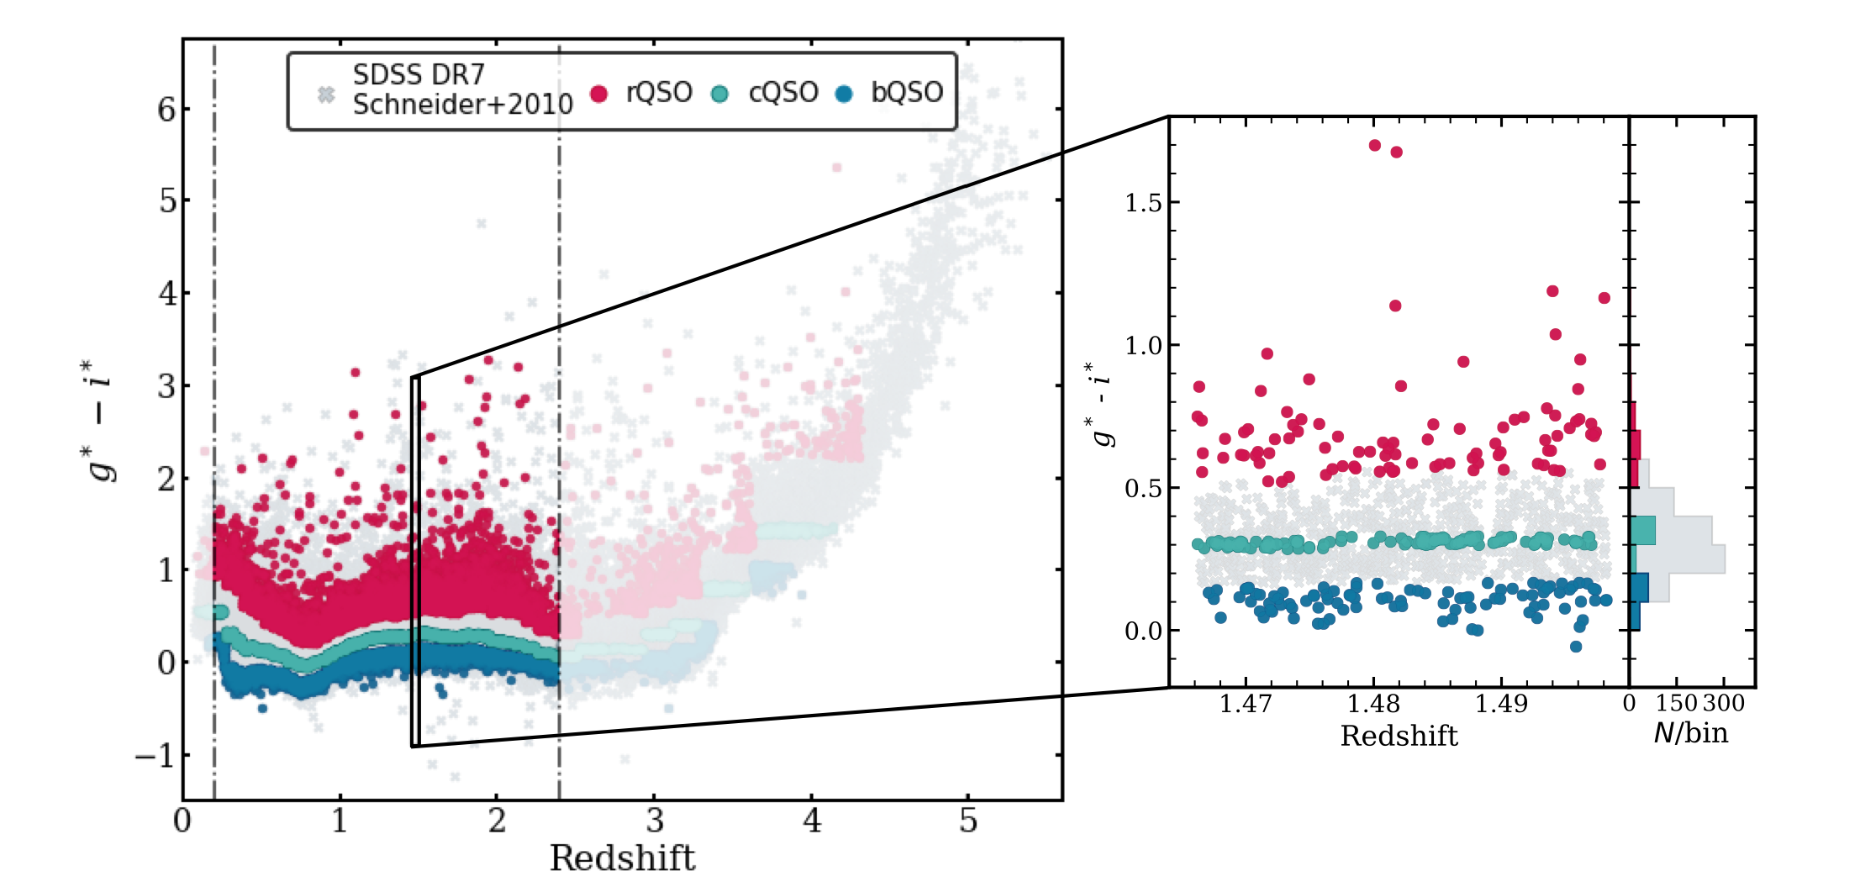 SDSS DR7
Schneider+2010
rQSO
cQSO
bQSO
6
5
4
3
2
1
0
−1
g* − i*
0 1 2 3 4 5
Redshift
1.5
1.0
0.5
0.0
g* - i*
1.47 1.48 1.49
Redshift
0 150 300
N/bin